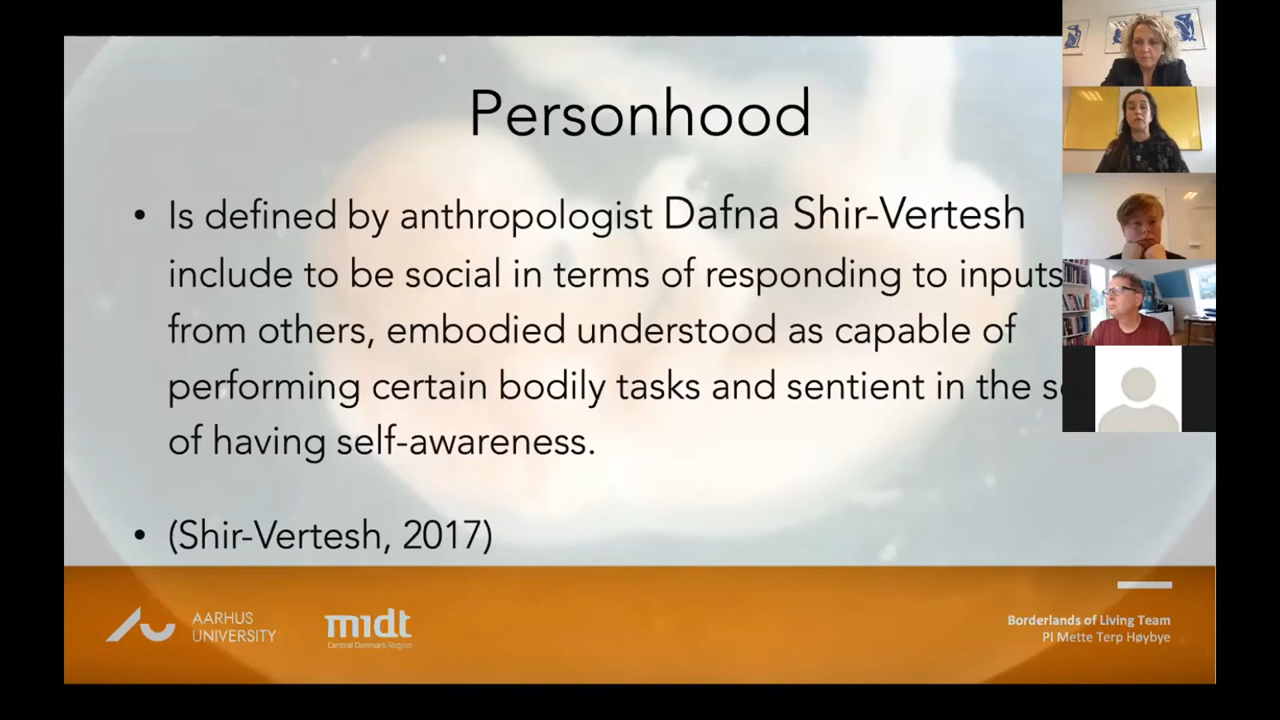 Personhood
• Is defined by anthropologist Dafna Shir-Vertesh
include to be social in terms of responding to inputs
from others, embodied understood as capable of
performing certain bodily tasks and sentient in the
of having self-awareness.
• (Shir-Vertesh, 2017)
AARHUS
UNIVERSITY
midt
Central Denmark Region
Borderlands of Living Team
PI Mette Terp Høybye